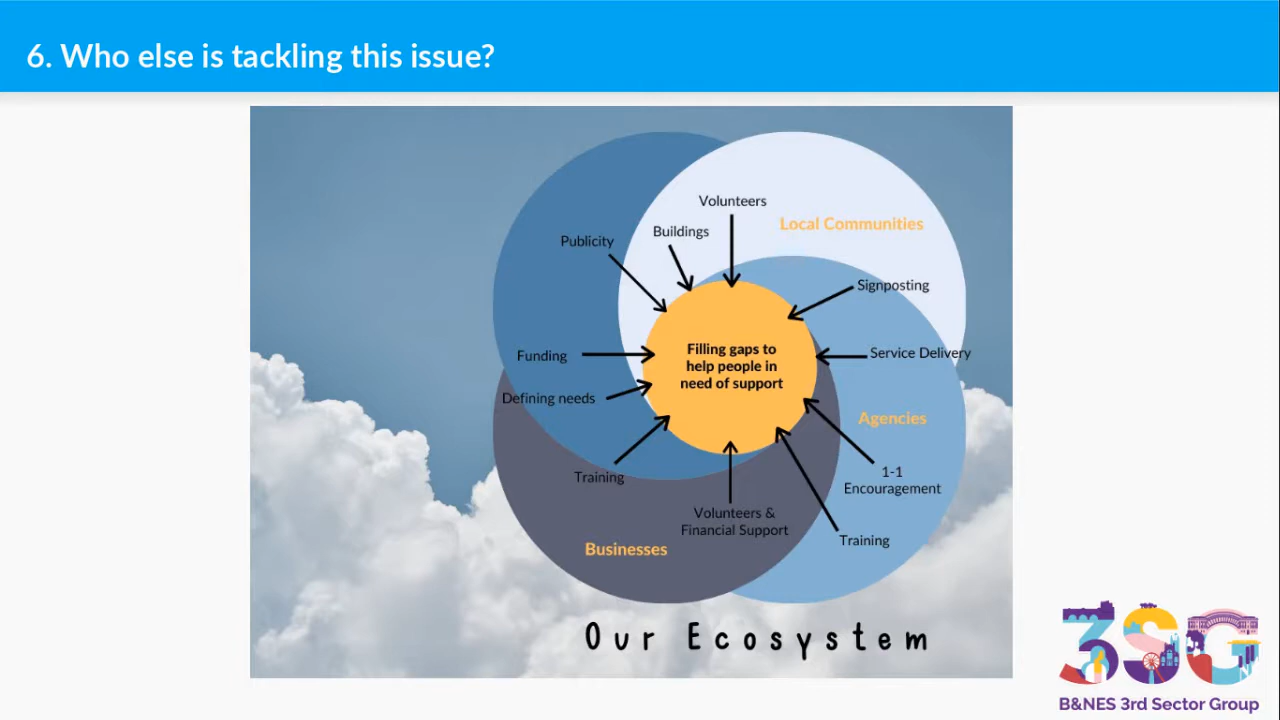 6. Who else is tackling this issue?
Volunteers
Local Communities
Buildings
Publicity
Signposting
Filling gaps to
help people in
need of support
Funding
Service Delivery
Defining needs
Agencies
Training
1-1
Encouragement
Volunteers &
Financial Support
Training
Businesses
Our Ecosystem
3SG
B&NES 3rd Sector Group